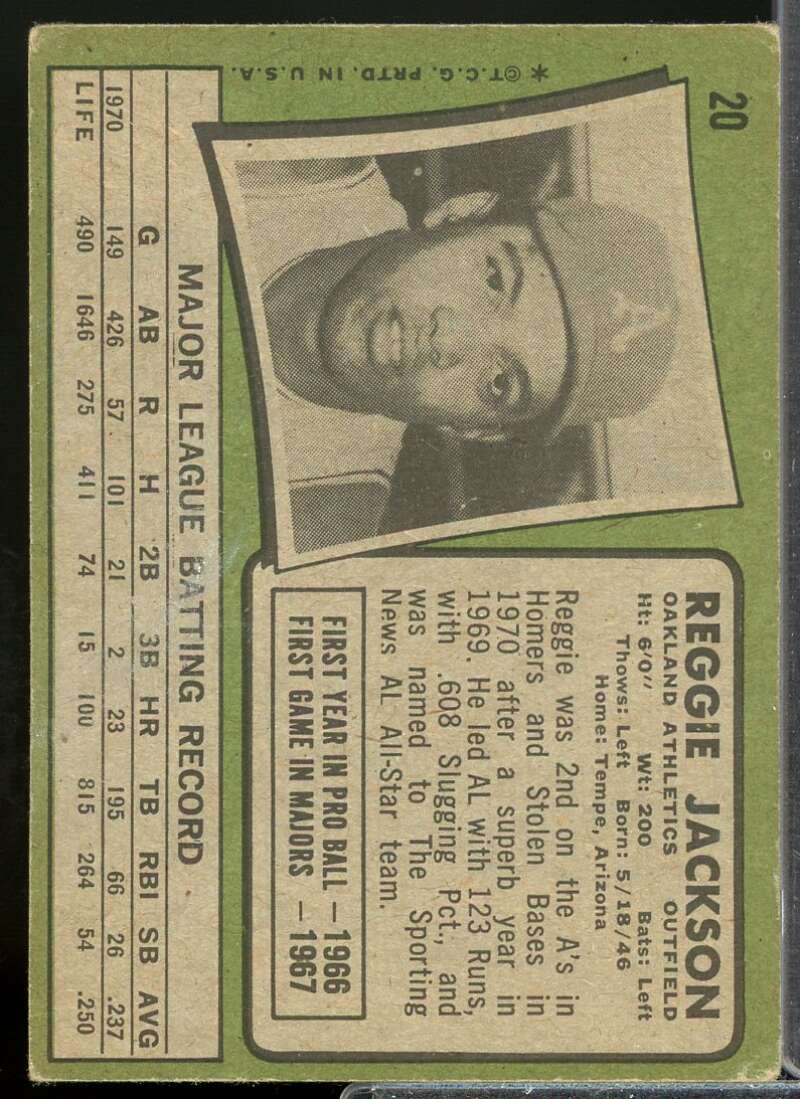 20
REGGIE JACKSON
OAKLAND ATHLETICS OUTFIELD
Ht: 6'0" Wt: 200 Bats: Left
Thows: Left Born: 5/18/46
Home: Tempe, Arizona
Reggie was 2nd on the A's in
Homers and Stolen Bases in
1970 after a superb year in
1969. He led AL with 123 Runs,
with .608 Slugging Pct., and
was named to The Sporting
News AL All-Star team.
FIRST YEAR IN PRO BALL — 1966
FIRST GAME IN MAJORS — 1967
A
*©T.C.G. PRTD. IN U.S.A.
MAJOR LEAGUE BATTING RECORD
G AB R H 2B 3B HR TB RBI SB AVG
1970 149 426 57 101 21 2 23 195 66 26 .237
LIFE 490 1646 275 411 74 15 100 815 264 54 .250